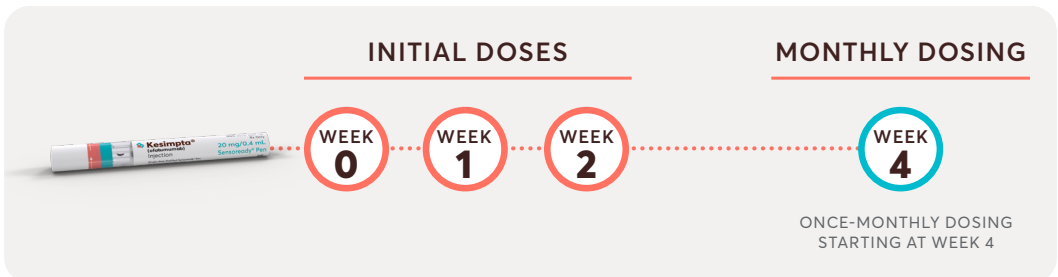 INITIAL DOSES
MONTHLY DOSING
Kesimpta®
(ofatumumab)
Injection
20 mg/0.4 mL
Sensoready® Pen
WEEK
0
WEEK
1
WEEK
2
WEEK
4
ONCE-MONTHLY DOSING
STARTING AT WEEK 4